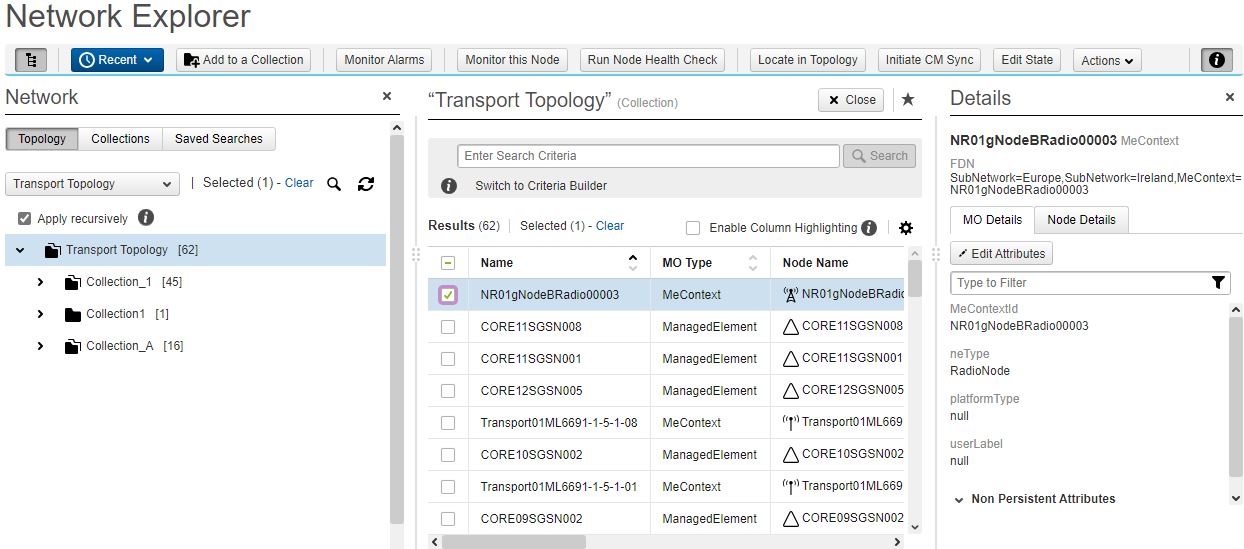 Network Explorer
Recent
Add to a Collection
Monitor Alarms
Monitor this Node
Run Node Health Check
Locate in Topology
Initiate CM Sync
Edit State
Actions
Network
Topology
Collections
Saved Searches
Transport Topology
Selected (1) - Clear
Apply recursively
Transport Topology [62]
Collection_1 [45]
Collection1 [1]
Collection_A [16]
“Transport Topology” (Collection)
Close
Enter Search Criteria
Search
Switch to Criteria Builder
Results (62)
Selected (1) - Clear
Enable Column Highlighting
Name MO Type Node Name
NR01gNodeBRadio00003 MeContext NR01gNodeBRadic
CORE11SGSN008 ManagedElement CORE11SGSN008
CORE11SGSN001 ManagedElement CORE11SGSN001
CORE12SGSN005 ManagedElement CORE12SGSN005
Transport01ML6691-1-5-1-08 MeContext Transport01ML669
CORE10SGSN002 ManagedElement CORE10SGSN002
Transport01ML6691-1-5-1-01 MeContext Transport01ML669
CORE09SGSN002 ManagedElement CORE09SGSN002
Details
NR01gNodeBRadio00003 MeContext
FDN
SubNetwork=Europe,SubNetwork=Ireland,MeContext=
NR01gNodeBRadio00003
MO Details
Node Details
Edit Attributes
Type to Filter
MeContextId
NR01gNodeBRadio00003
neType
RadioNode
platformType
null
userLabel
null
Non Persistent Attributes